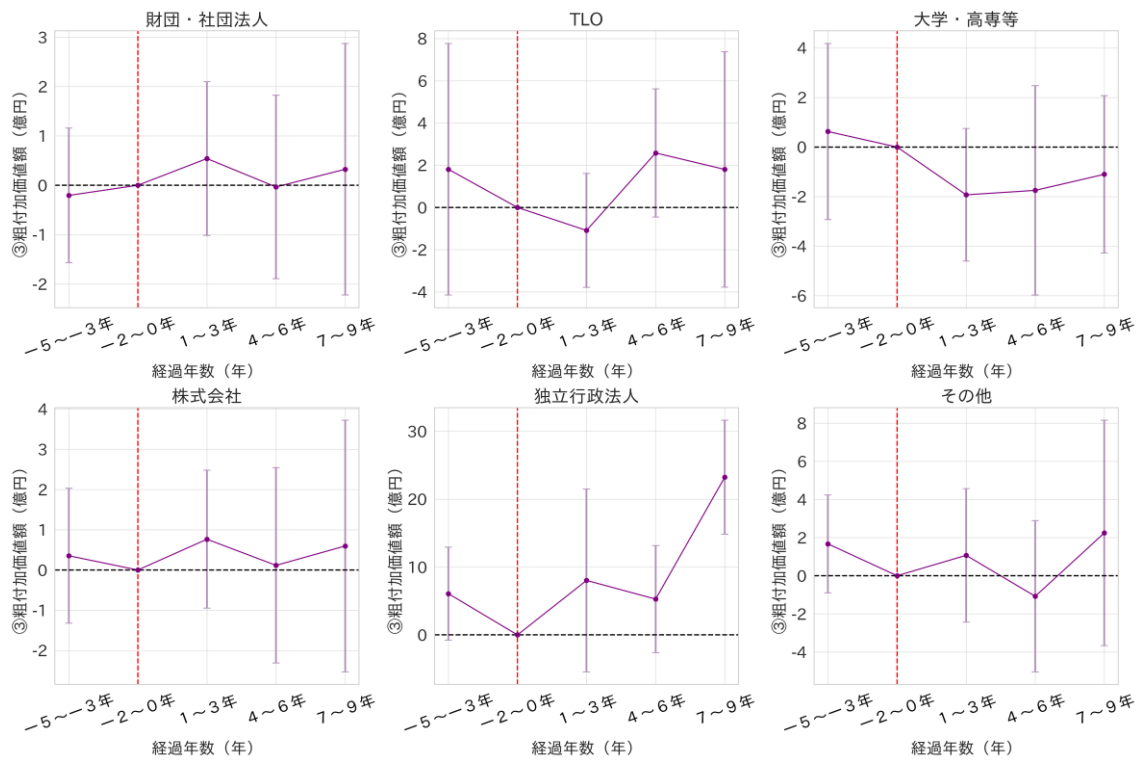 財団・社団法人
3
2
1
0
-1
-2
③粗付加価値額（億円）
−5〜−3年
−2〜0年
1〜3年
4〜6年
7〜9年
経過年数（年）
TLO
8
6
4
2
0
-2
-4
③粗付加価値額（億円）
−5〜−3年
−2〜0年
1〜3年
4〜6年
7〜9年
経過年数（年）
大学・高専等
4
2
0
-2
-4
-6
③粗付加価値額（億円）
−5〜−3年
−2〜0年
1〜3年
4〜6年
7〜9年
経過年数（年）
株式会社
4
3
2
1
0
-1
-2
③粗付加価値額（億円）
−5〜−3年
−2〜0年
1〜3年
4〜6年
7〜9年
経過年数（年）
独立行政法人
30
20
10
0
③粗付加価値額（億円）
−5〜−3年
−2〜0年
1〜3年
4〜6年
7〜9年
経過年数（年）
その他
8
6
4
2
0
-2
-4
③粗付加価値額（億円）
−5〜−3年
−2〜0年
1〜3年
4〜6年
7〜9年
経過年数（年）